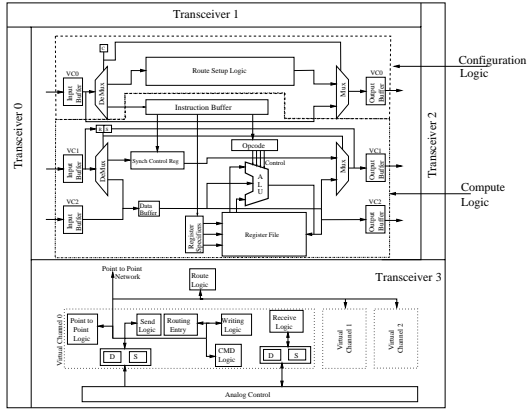 Transceiver 1
Transceiver 0
Transceiver 2
Configuration
Logic
C
VC0
Input
Buffer
DeMux
Route Setup Logic
Mux
VC0
Output
Buffer
Instruction Buffer
R S
VC1
Input
Buffer
DeMux
Synch Control Reg
Opcode
Control
ALU
Mux
VC1
Output
Buffer
Compute
Logic
VC2
Input
Buffer
Data
Buffer
Register
Specifiers
Register File
VC2
Output
Buffer
Transceiver 3
Point to Point
Network
Route
Logic
Virtual Channel 0
Point to
Point Logic
Send
Logic
Routing
Entry
Writing
Logic
Receive
Logic
CMD
Logic
D S
D S
Virtual
Channel 1
Virtual
Channel 2
Analog Control